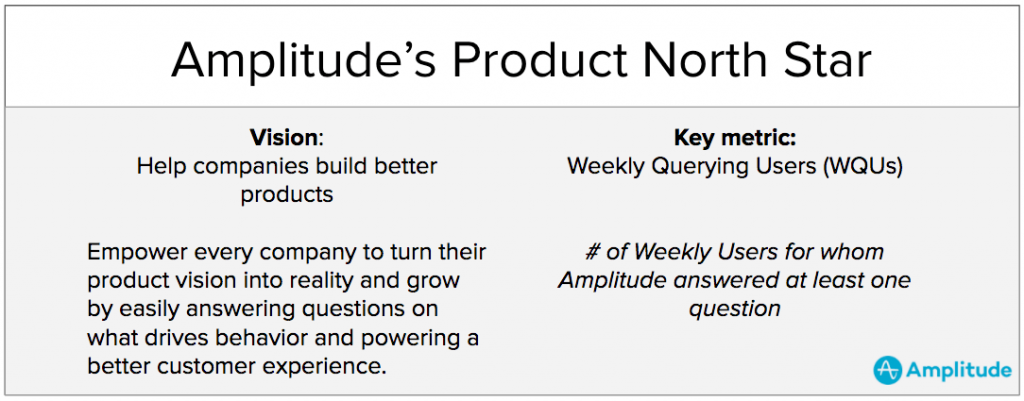 Amplitude’s Product North Star
Vision:
Help companies build better
products
Empower every company to turn their
product vision into reality and grow
by easily answering questions on
what drives behavior and powering a
better customer experience.
Key metric:
Weekly Querying Users (WQUs)
# of Weekly Users for whom
Amplitude answered at least one
question
Amplitude